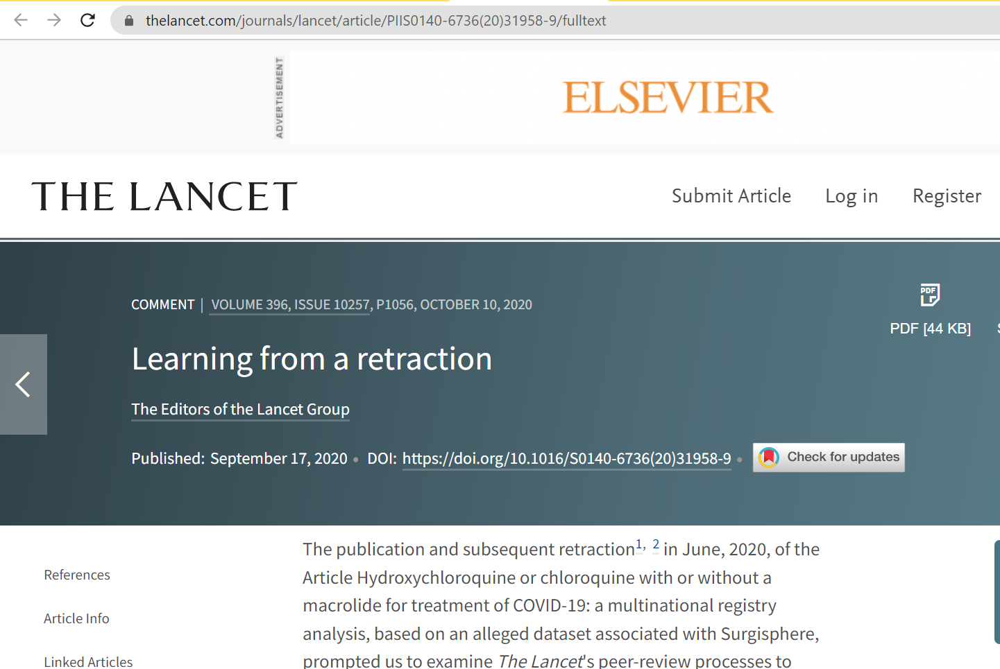 thelancet.com/journals/lancet/article/PIIS0140-6736(20)31958-9/fulltext
ADVERTISEMENT
ELSEVIER
THE LANCET
Submit Article Log in Register
COMMENT | VOLUME 396, ISSUE 10257, P1056, OCTOBER 10, 2020
PDF
PDF [44 KB]
Learning from a retraction
The Editors of the Lancet Group
Published: September 17, 2020 • DOI: https://doi.org/10.1016/S0140-6736(20)31958-9 •
Check for updates
References
Article Info
Linked Articles
The publication and subsequent retraction1, 2 in June, 2020, of the
Article Hydroxychloroquine or chloroquine with or without a
macrolide for treatment of COVID-19: a multinational registry
analysis, based on an alleged dataset associated with Surgisphere,
prompted us to examine The Lancet's peer-review processes to